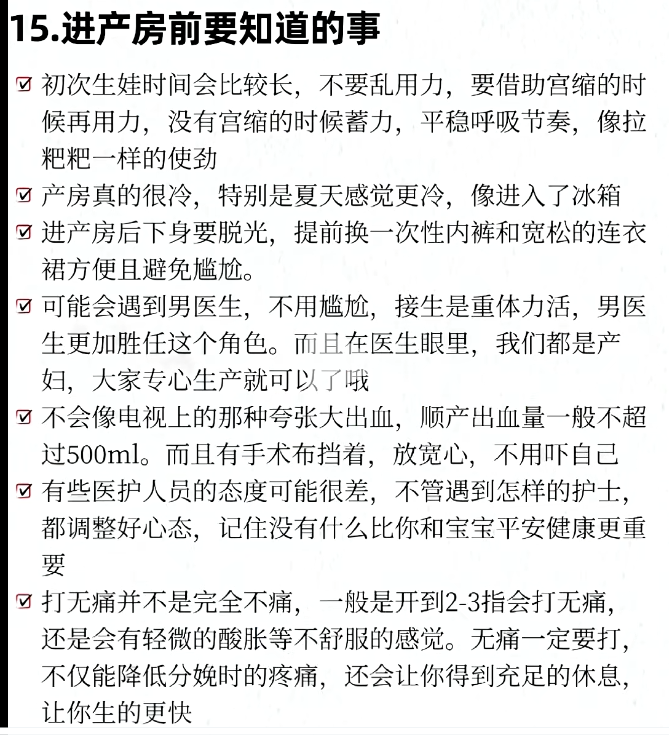 15.进产房前要知道的事
初次生娃时间会比较长，不要乱用力，要借助宫缩的时
候再用力，没有宫缩的时候蓄力，平稳呼吸节奏，像拉
粑粑一样的使劲
产房真的很冷，特别是夏天感觉更冷，像进入了冰箱
进产房后下身要脱光，提前换一次性内裤和宽松的连衣
裙方便且避免尴尬。
可能会遇到男医生，不用尴尬，接生是重体力活，男医
生更加胜任这个角色。而且在医生眼里，我们都是产
妇，大家专心生产就可以了哦
不会像电视上的那种夸张大出血，顺产出血量一般不超
过500ml。而且有手术布挡着，放宽心，不用吓自己
有些医护人员的态度可能很差，不管遇到怎样的护士，
都调整好心态，记住没有什么比你和宝宝平安健康更重
要
打无痛并不是完全不痛，一般是开到2-3指会打无痛，
还是会有轻微的酸胀等不舒服的感觉。无痛一定要打，
不仅能降低分娩时的疼痛，还会让你得到充足的休息，
让你生的更快